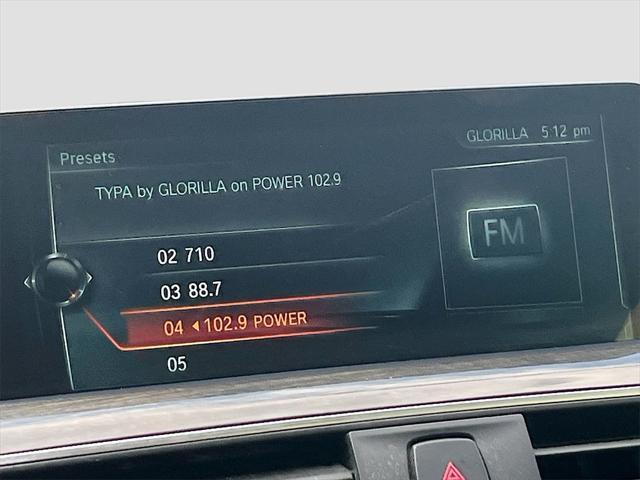 GLORILLA 5:12 pm
Presets
TYPA by GLORILLA on POWER 102.9
FM
02 710
03 88.7
04 ◄102.9 POWER
05